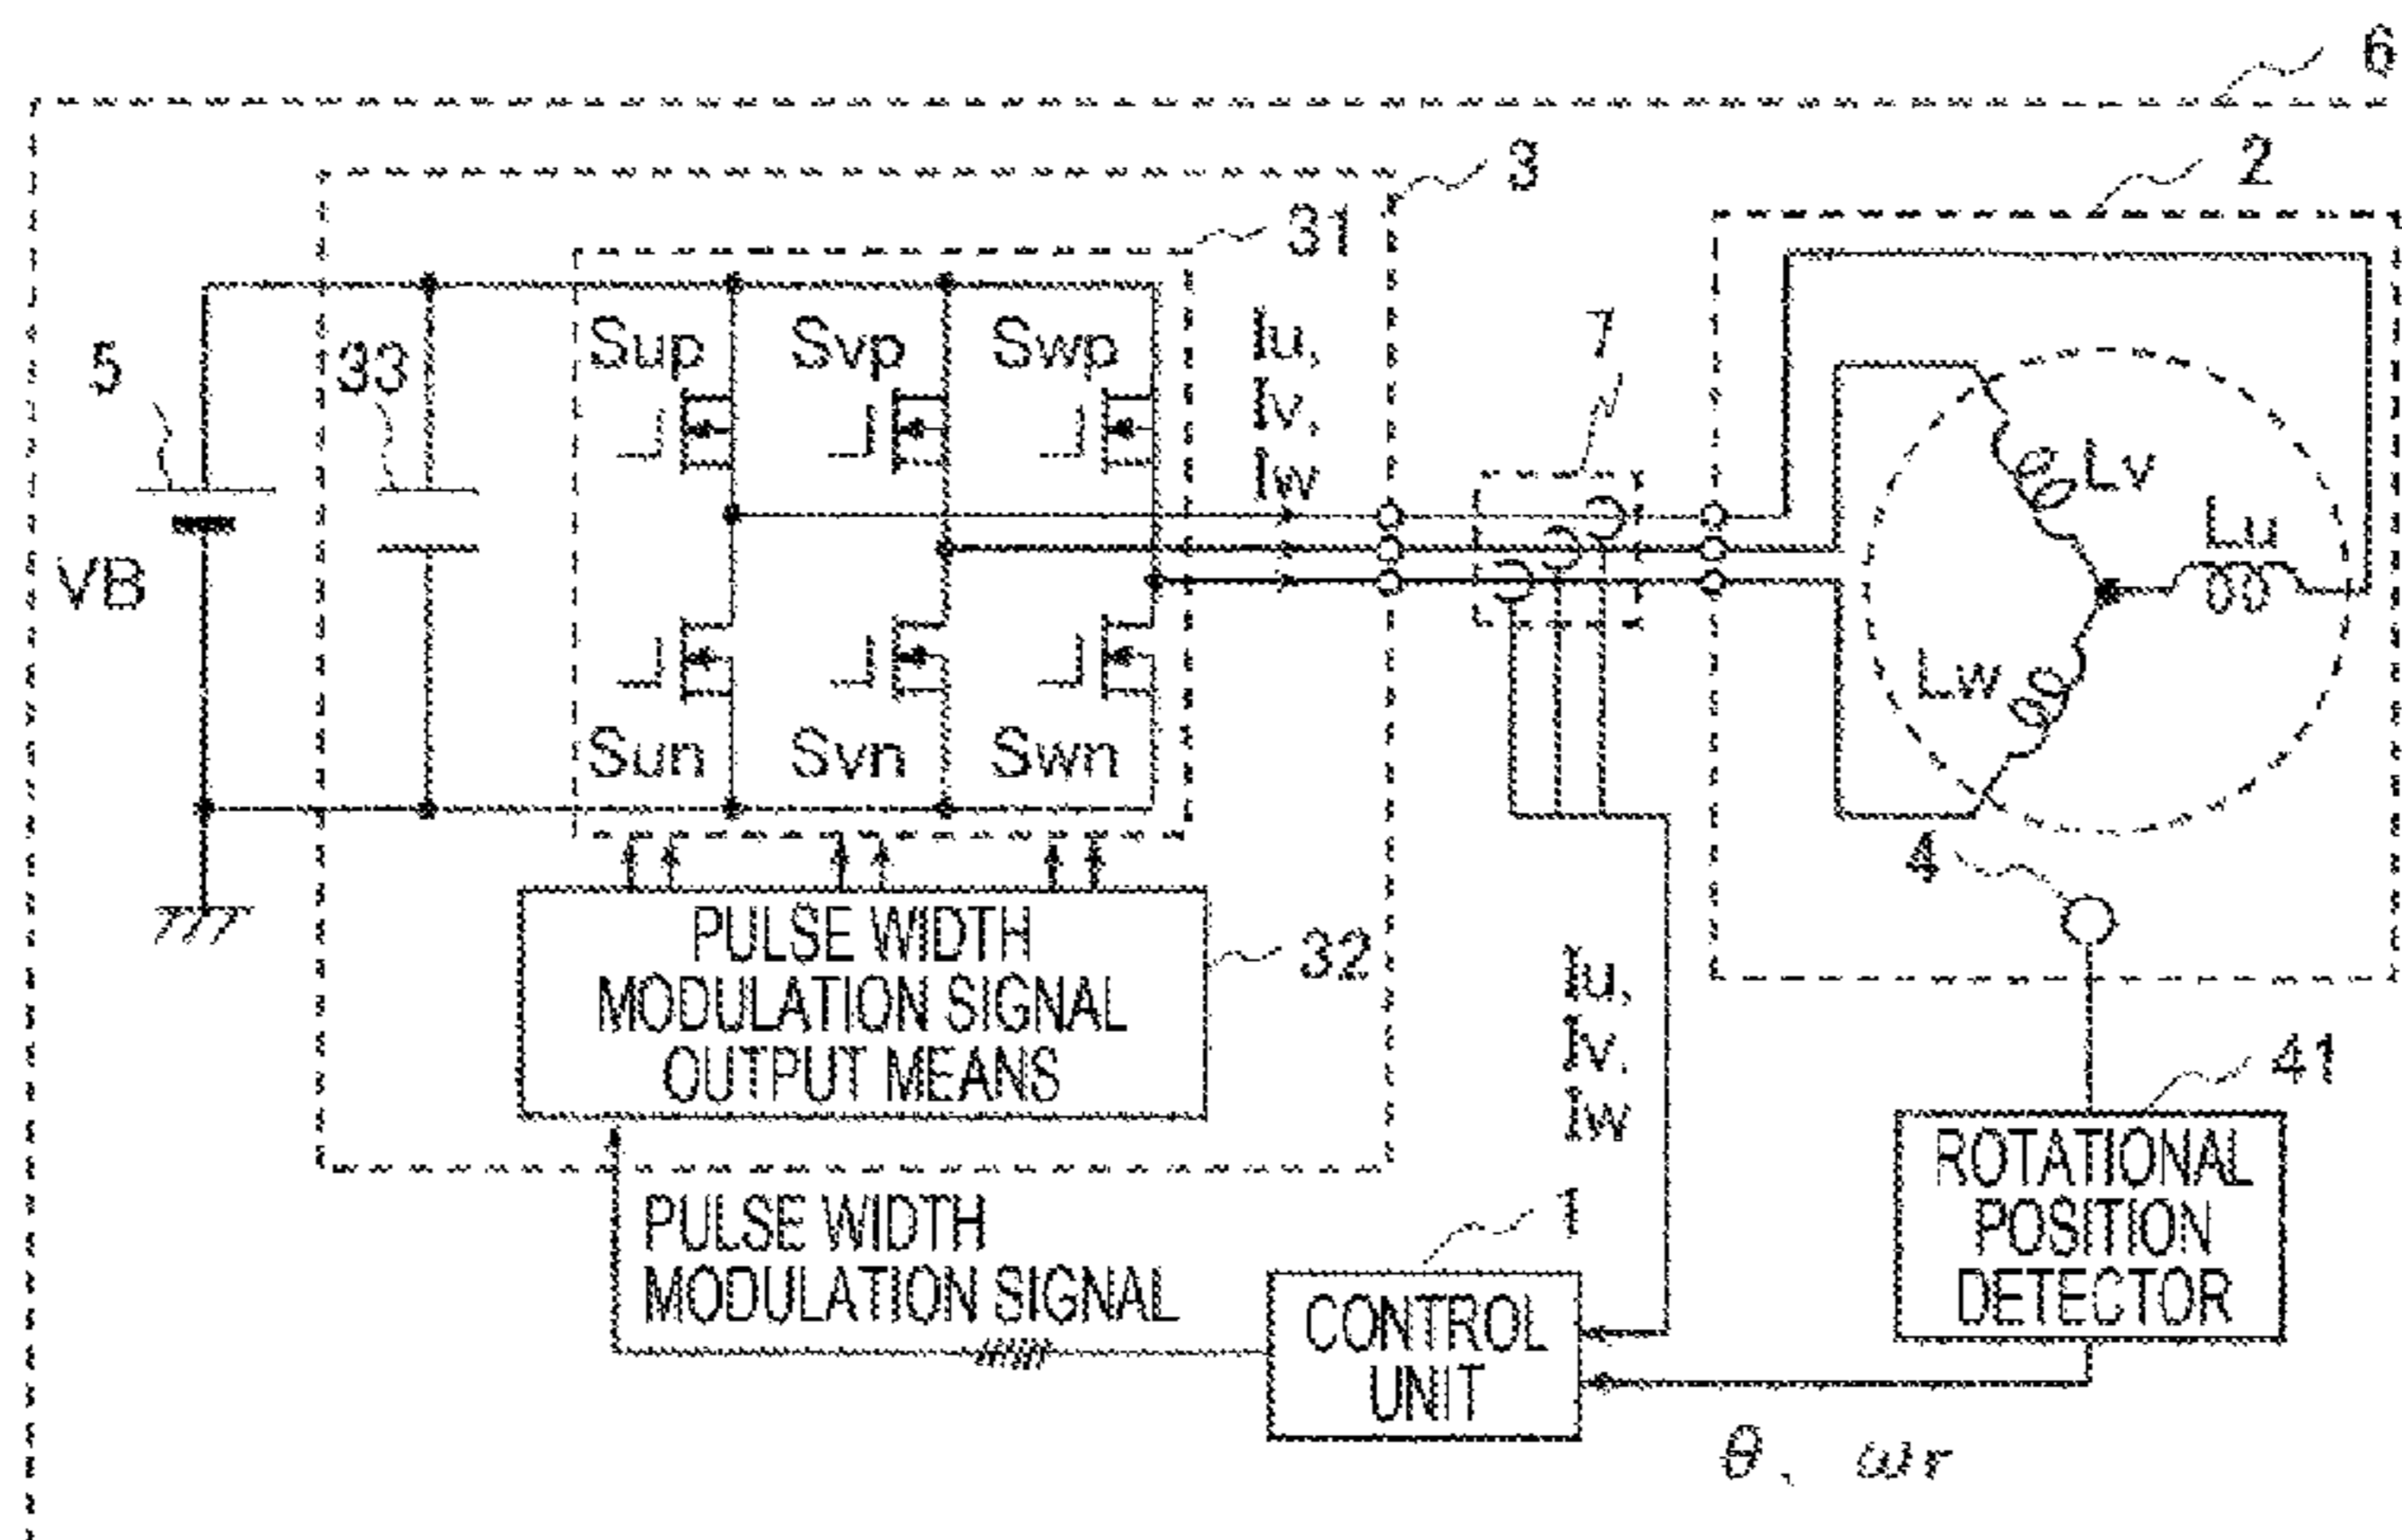 6
3
2
31
Sup
Svp
Swp
Iu,
Iv,
Iw
7
5
33
Lv
Lu
VB
Lw
Sun
Svn
Swn
4
PULSE WIDTH
MODULATION SIGNAL
OUTPUT MEANS
32
Iu,
Iv,
Iw
41
ROTATIONAL
POSITION
DETECTOR
PULSE WIDTH
MODULATION SIGNAL
1
CONTROL
UNIT
θ、ωr